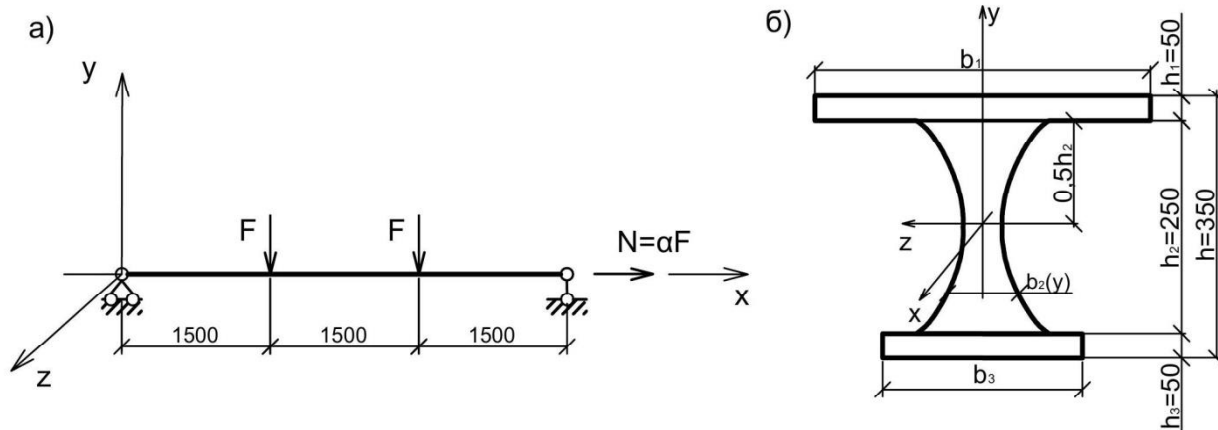 а)
y
F
F
N=αF
x
1500
1500
1500
z
б)
y
b₁
h₁=50
0,5h₂
h₂=250
h=350
z
x
b₂(y)
b₃
h₃=50